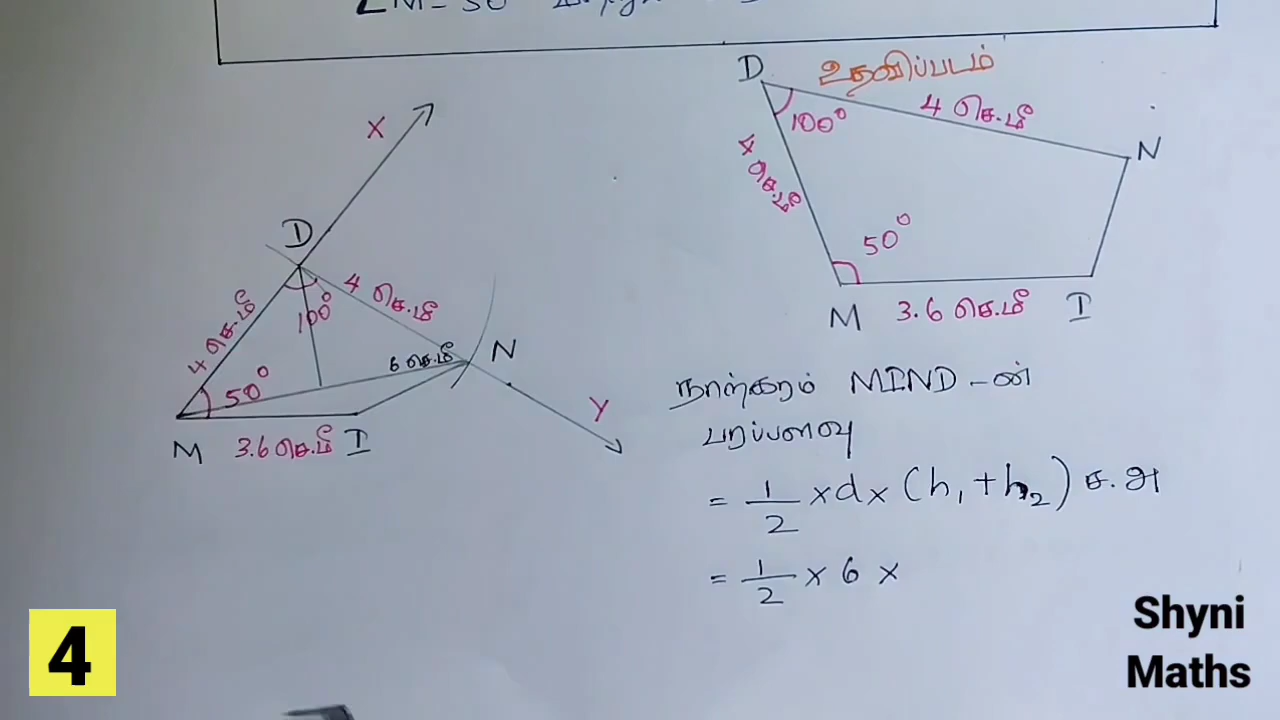 ∠M=50°
X
D
4 செ.மீ
4 செ.மீ
100°
50°
6 செ.மீ
N
Y
M 3.6 செ.மீ I
உதவிப்படம்
D
100°
4 செ.மீ
N
4 செ.மீ
50°
M 3.6 செ.மீ I
நாற்கரம் MIND-ன்
பரப்பளவு
= 1/2 × d × (h₁ + h₂) ச.அ
= 1/2 × 6 ×
4
Shyni
Maths